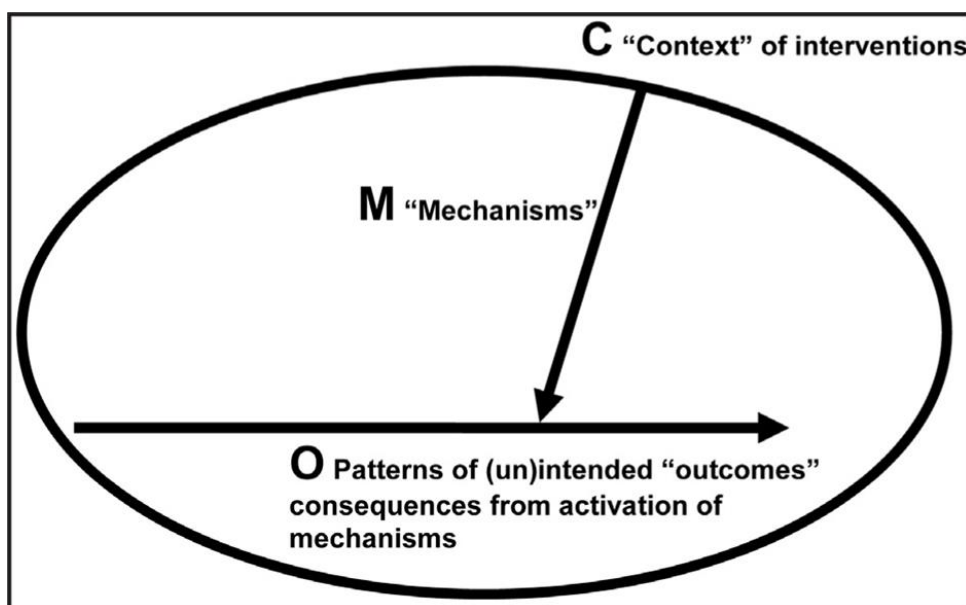 C “Context” of interventions
M “Mechanisms”
O Patterns of (un)intended “outcomes”
consequences from activation of
mechanisms